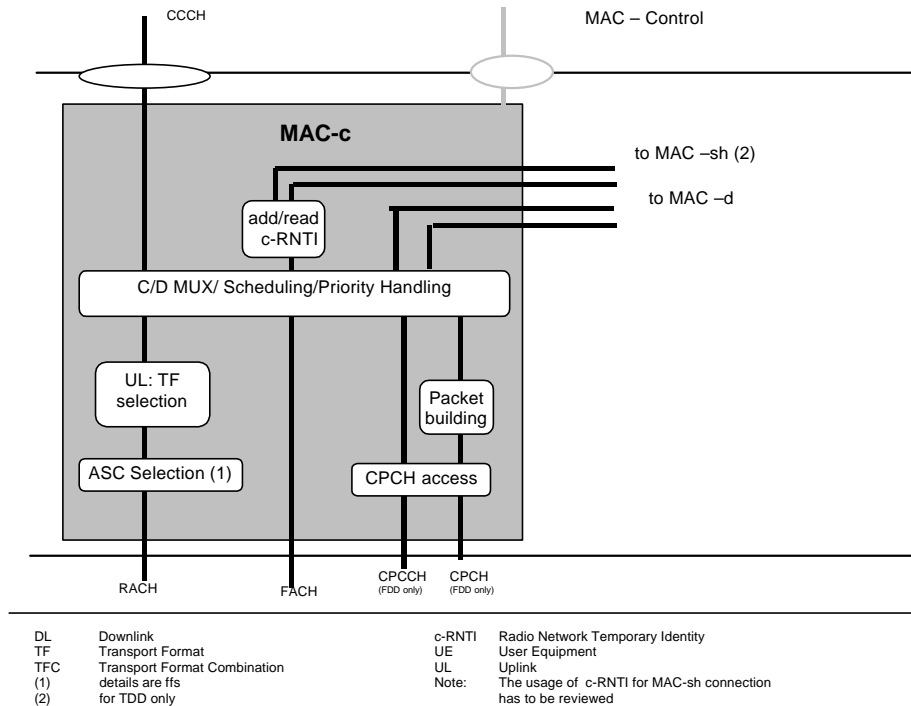 CCCH
MAC – Control
MAC-c
to MAC –sh (2)
to MAC –d
add/read
c-RNTI
C/D MUX/ Scheduling/Priority Handling
UL: TF
selection
Packet
building
ASC Selection (1)
CPCH access
RACH
FACH
CPCCH
(FDD only)
CPCH
(FDD only)
DL Downlink
TF Transport Format
TFC Transport Format Combination
(1) details are ffs
(2) for TDD only
c-RNTI Radio Network Temporary Identity
UE User Equipment
UL Uplink
Note: The usage of c-RNTI for MAC-sh connection
has to be reviewed